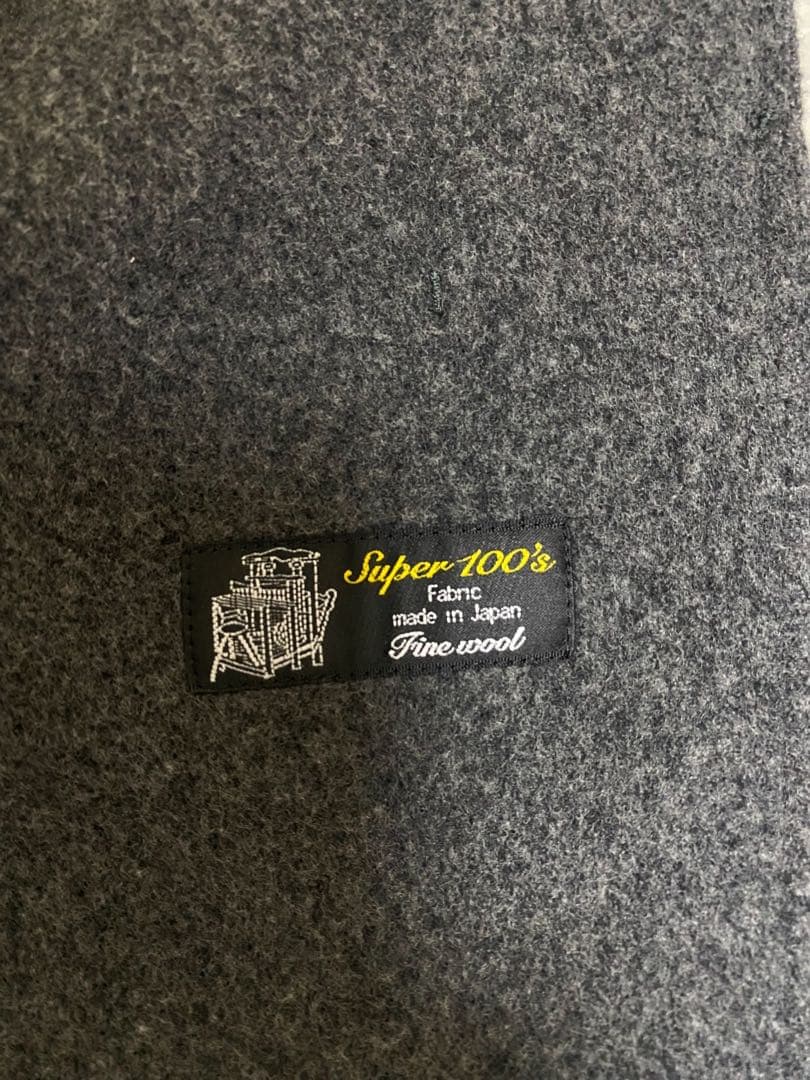 Super 100's
Fabric
made in Japan
Fine wool